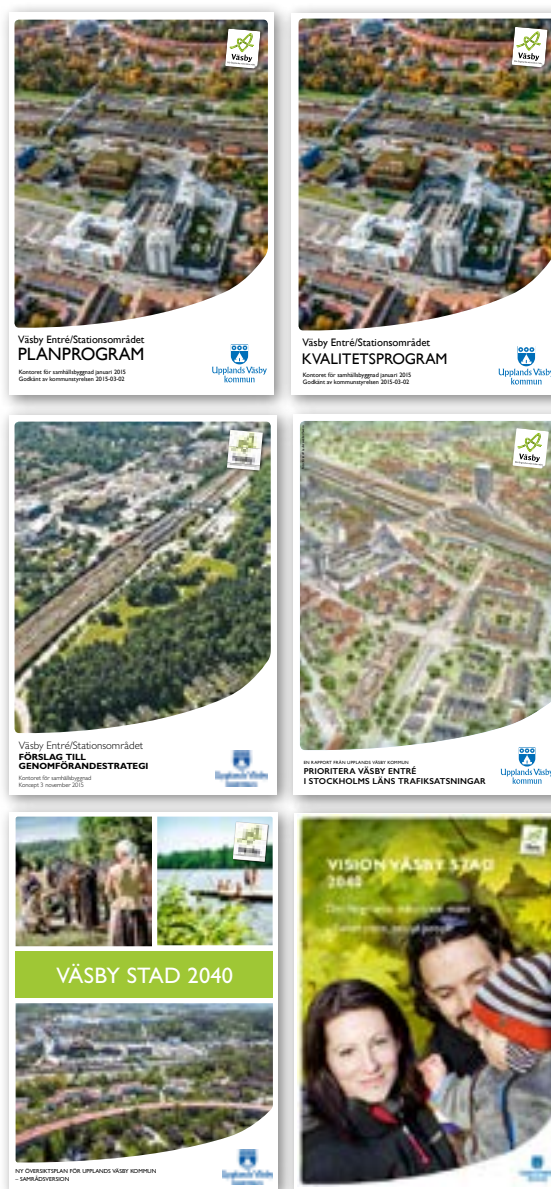 Väsby
Väsby Entré/Stationsområdet
PLANPROGRAM
Kontoret för samhällsbyggnad januari 2015
Godkänt av kommunstyrelsen 2015-03-02
Upplands Väsby
kommun
Väsby
Väsby Entré/Stationsområdet
KVALITETSPROGRAM
Kontoret för samhällsbyggnad januari 2015
Godkänt av kommunstyrelsen 2015-03-02
Upplands Väsby
kommun
Väsby Entré/Stationsområdet
FÖRSLAG TILL
GENOMFÖRANDESTRATEGI
Kontoret för samhällsbyggnad
Koncept 3 november 2015
Upplands Väsby
Väsby
EN RAPPORT FRÅN UPPLANDS VÄSBY KOMMUN
PRIORITERA VÄSBY ENTRÉ
I STOCKHOLMS LÄNS TRAFIKSATSNINGAR
Upplands Väsby
kommun
VÄSBY STAD 2040
NY ÖVERSIKTSPLAN FÖR UPPLANDS VÄSBY KOMMUN
– SAMRÅDSVERSION
Upplands Väsby
VISION VÄSBY STAD
2040